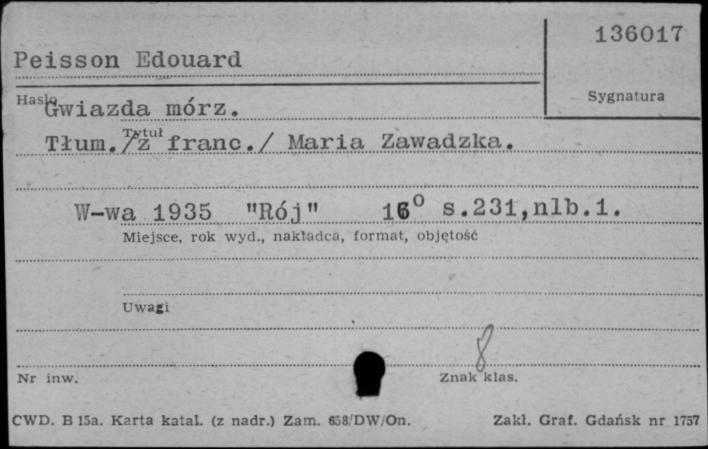 136017
Peisson Edouard
Hasło
Sygnatura
Gwiazda mórz.
Tytuł
Tłum./z franc./ Maria Zawadzka.
W-wa 1935 "Rój" 16° s.231,nlb.1.
Miejsce, rok wyd., nakładca, format, objętość
Uwagi
8
Nr inw.
Znak klas.
CWD. B 15a. Karta katal. (z nadr.) Zam. 658/DW/On.
Zakł. Graf. Gdańsk nr 1757